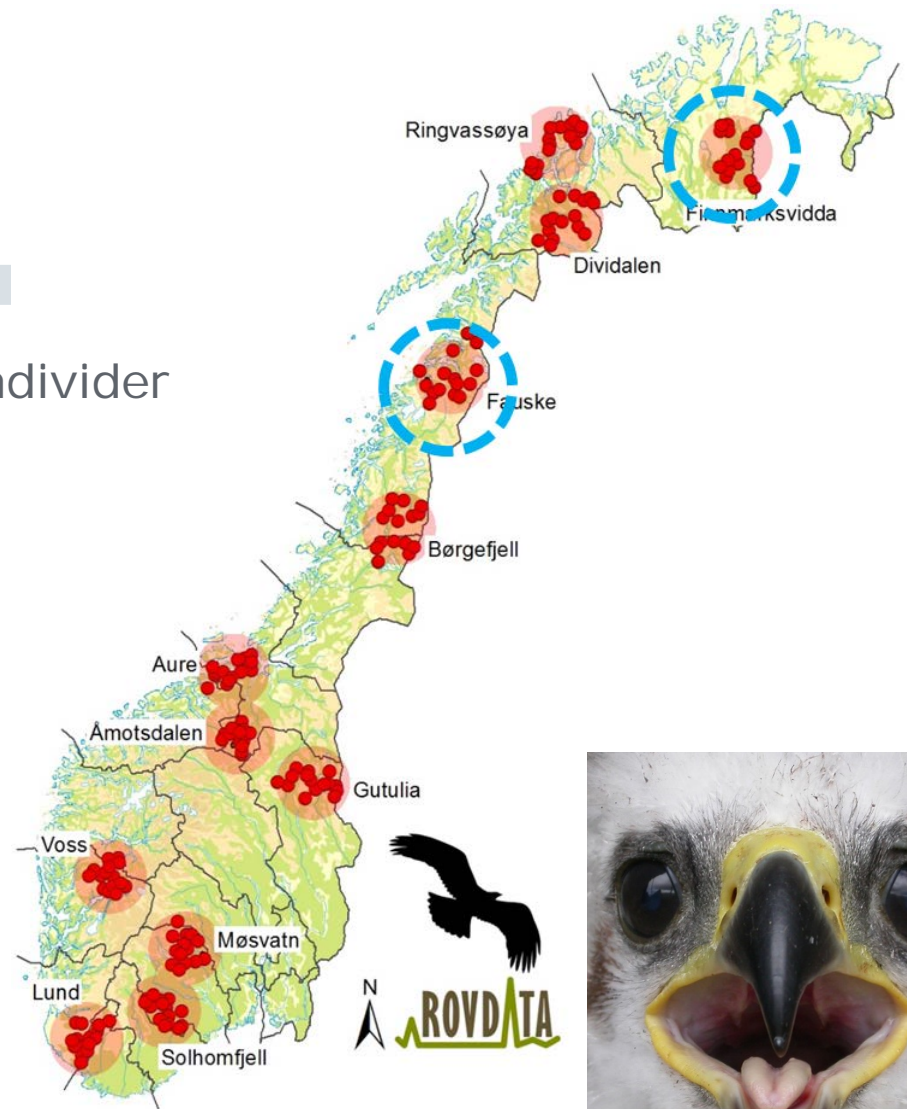 Ringvassøya
Finnmarksvidda
Dividalen
ndivider
Fauske
Børgefjell
Aure
Åmotsdalen
Gutulia
Voss
Møsvatn
Lund
N
ROVDATA
Solhomfjell